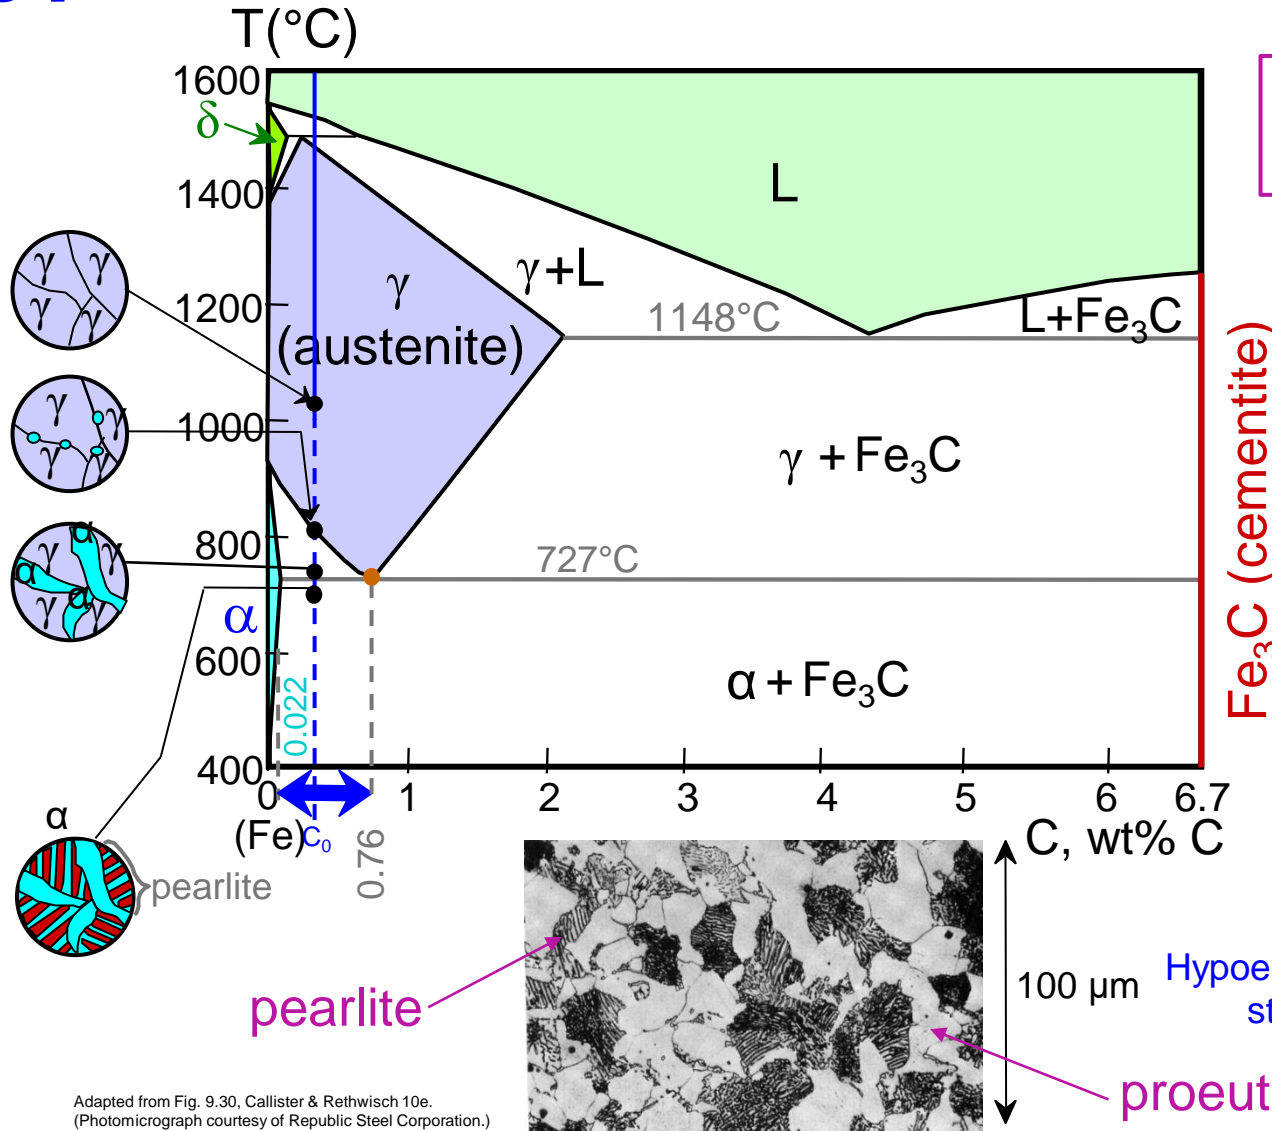 T(°C)
1600
δ
L
1400
γ γ
γ γ
γ
γ+L
1200
1148°C
L+Fe₃C
(austenite)
γ γ
γ
1000
γ + Fe₃C
Fe₃C (cementite)
α
γ γ
α
α
γ γ
800
727°C
α
600
α + Fe₃C
0.022
400
0 1 2 3 4 5 6 6.7
(Fe) C₀
0.76
C, wt% C
α
pearlite
pearlite
100 μm
Hypoe
st
proeut
Adapted from Fig. 9.30, Callister & Rethwisch 10e.
(Photomicrograph courtesy of Republic Steel Corporation.)